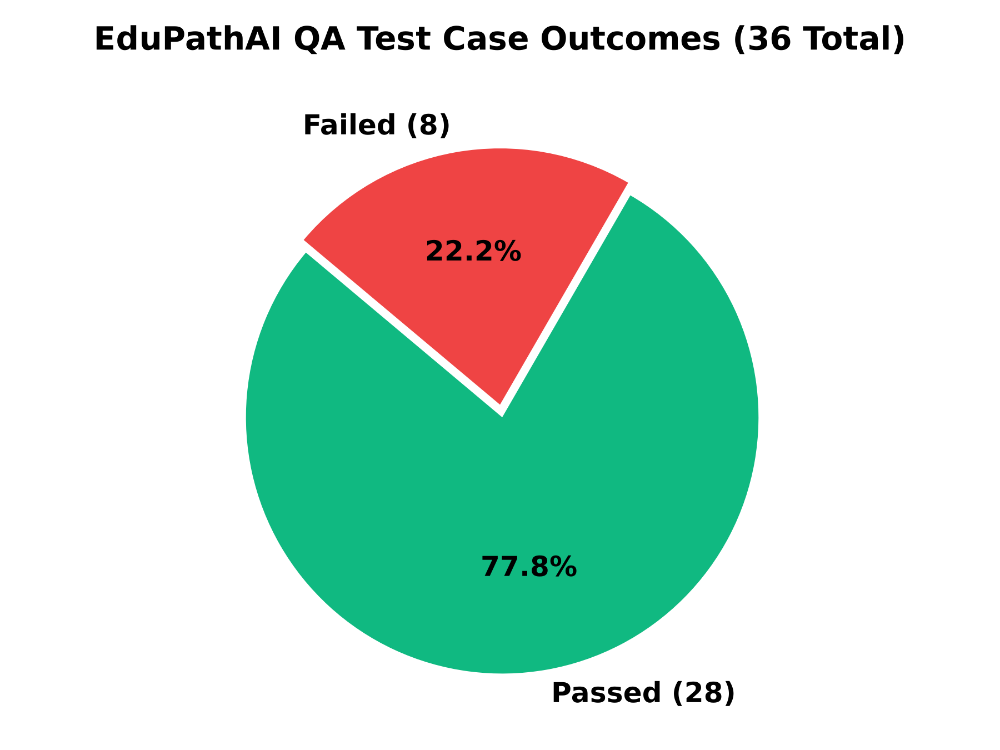 EduPathAI QA Test Case Outcomes (36 Total)
Failed (8)
22.2%
77.8%
Passed (28)